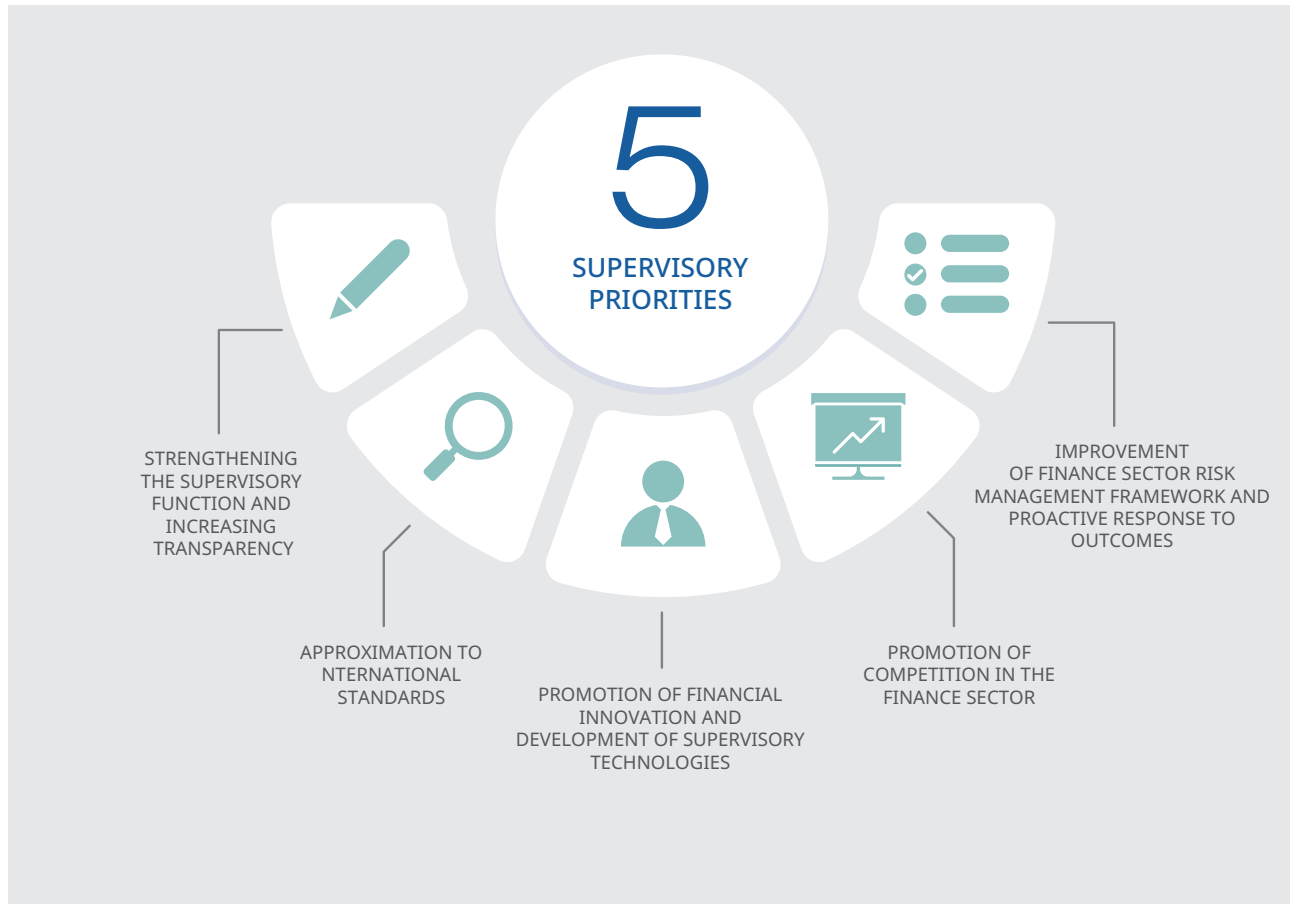 5
SUPERVISORY
PRIORITIES
STRENGTHENING
THE SUPERVISORY
FUNCTION AND
INCREASING
TRANSPARENCY
APPROXIMATION TO
NTERNATIONAL
STANDARDS
PROMOTION OF FINANCIAL
INNOVATION AND
DEVELOPMENT OF SUPERVISORY
TECHNOLOGIES
PROMOTION OF
COMPETITION IN THE
FINANCE SECTOR
IMPROVEMENT
OF FINANCE SECTOR RISK
MANAGEMENT FRAMEWORK AND
PROACTIVE RESPONSE TO
OUTCOMES